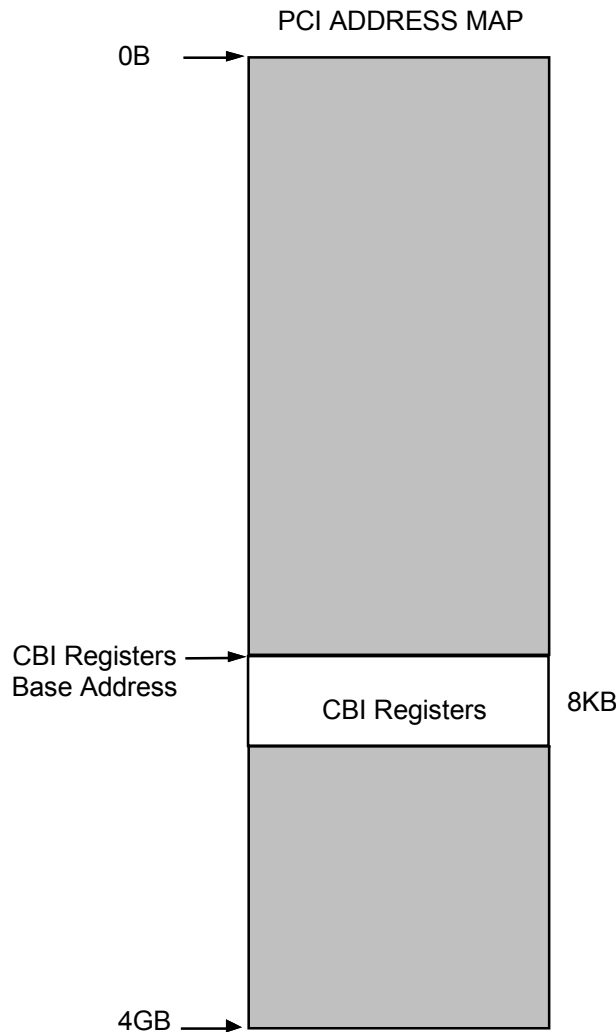 PCI ADDRESS MAP
0B
CBI Registers
Base Address
CBI Registers
8KB
4GB